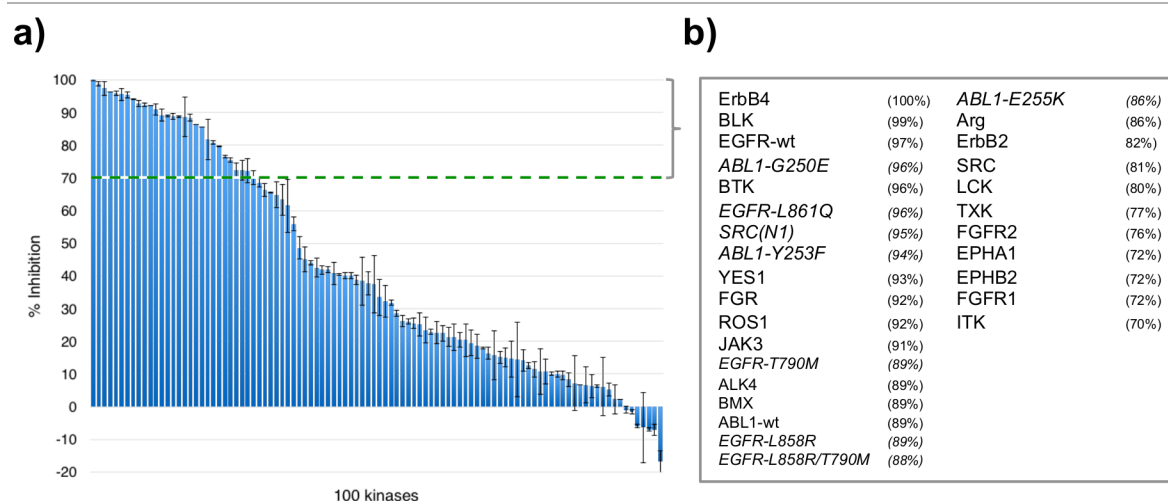 a)
100
90
80
70
60
50
40
30
20
10
0
-10
-20
% Inhibition
100 kinases
b)
ErbB4 (100%)
BLK (99%)
EGFR-wt (97%)
ABL1-G250E (96%)
BTK (96%)
EGFR-L861Q (96%)
SRC(N1) (95%)
ABL1-Y253F (94%)
YES1 (93%)
FGR (92%)
ROS1 (92%)
JAK3 (91%)
EGFR-T790M (89%)
ALK4 (89%)
BMX (89%)
ABL1-wt (89%)
EGFR-L858R (89%)
EGFR-L858R/T790M (88%)
ABL1-E255K (86%)
Arg (86%)
ErbB2 82%)
SRC (81%)
LCK (80%)
TXK (77%)
FGFR2 (76%)
EPHA1 (72%)
EPHB2 (72%)
FGFR1 (72%)
ITK (70%)